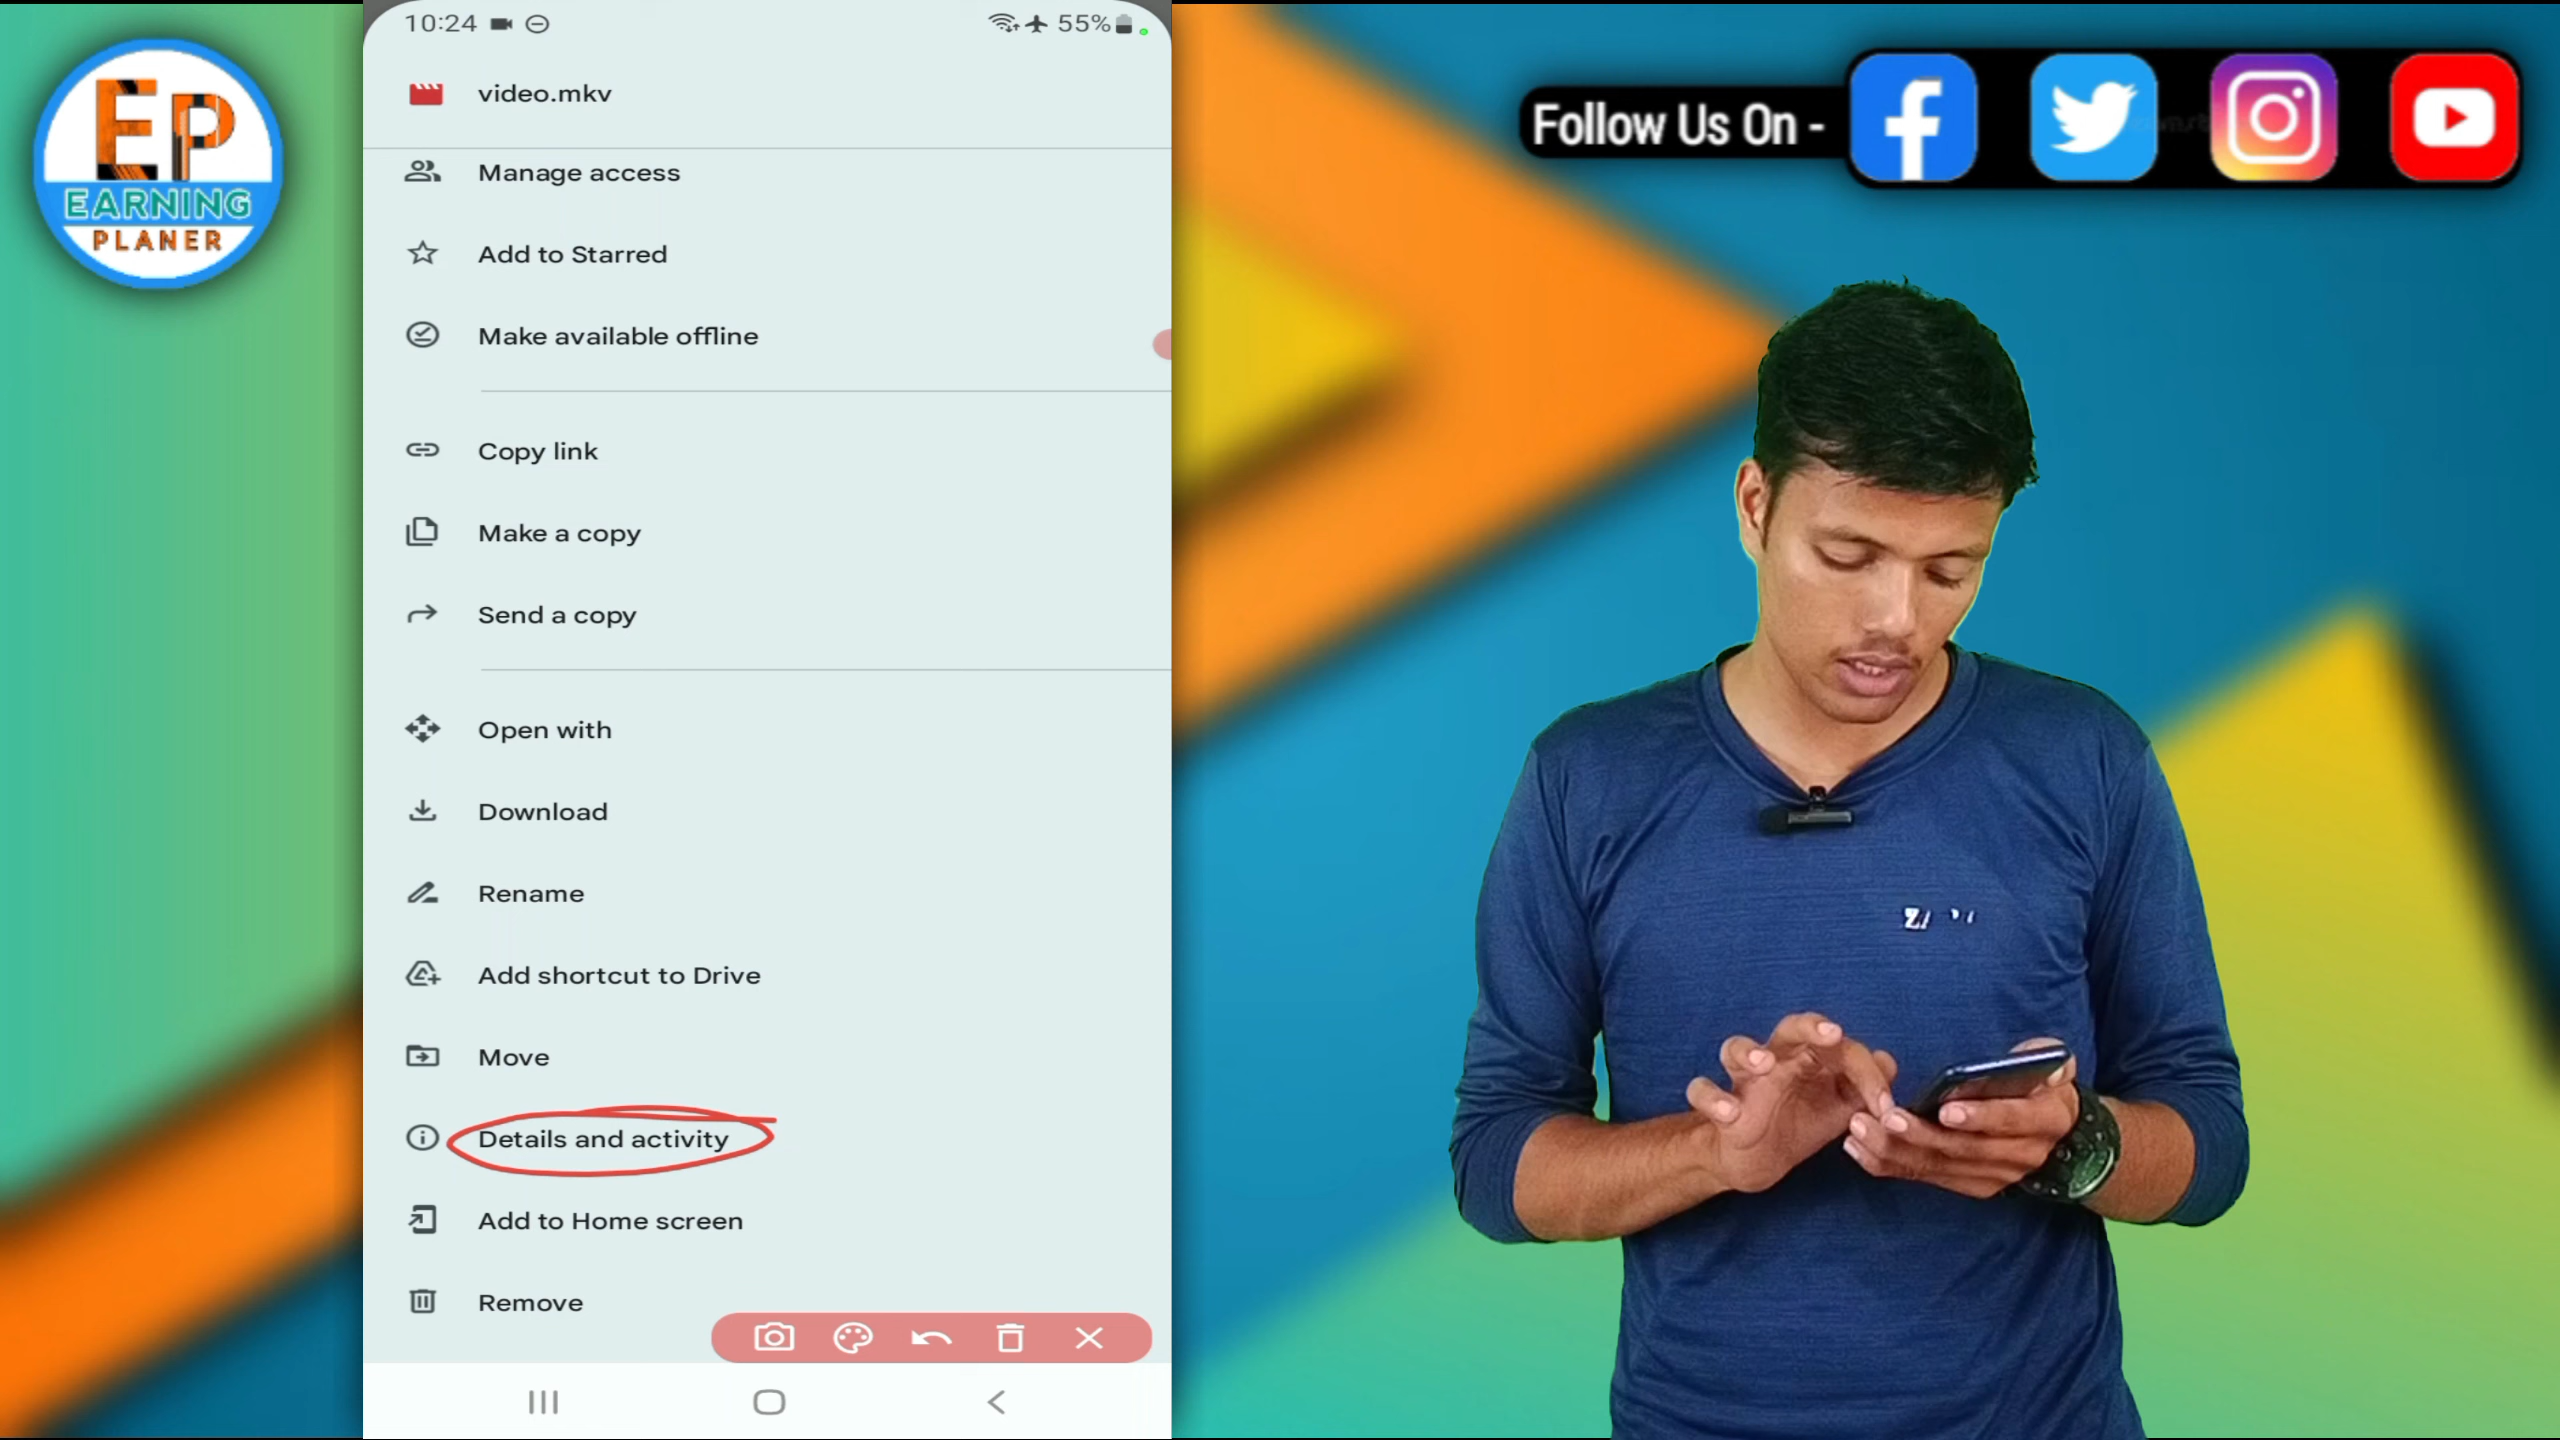 EP
EARNING
PLANER
10:24
55%
video.mkv
Manage access
Add to Starred
Make available offline
Copy link
Make a copy
Send a copy
Open with
Download
Rename
Add shortcut to Drive
Move
Details and activity
Add to Home screen
Remove
Follow Us On -